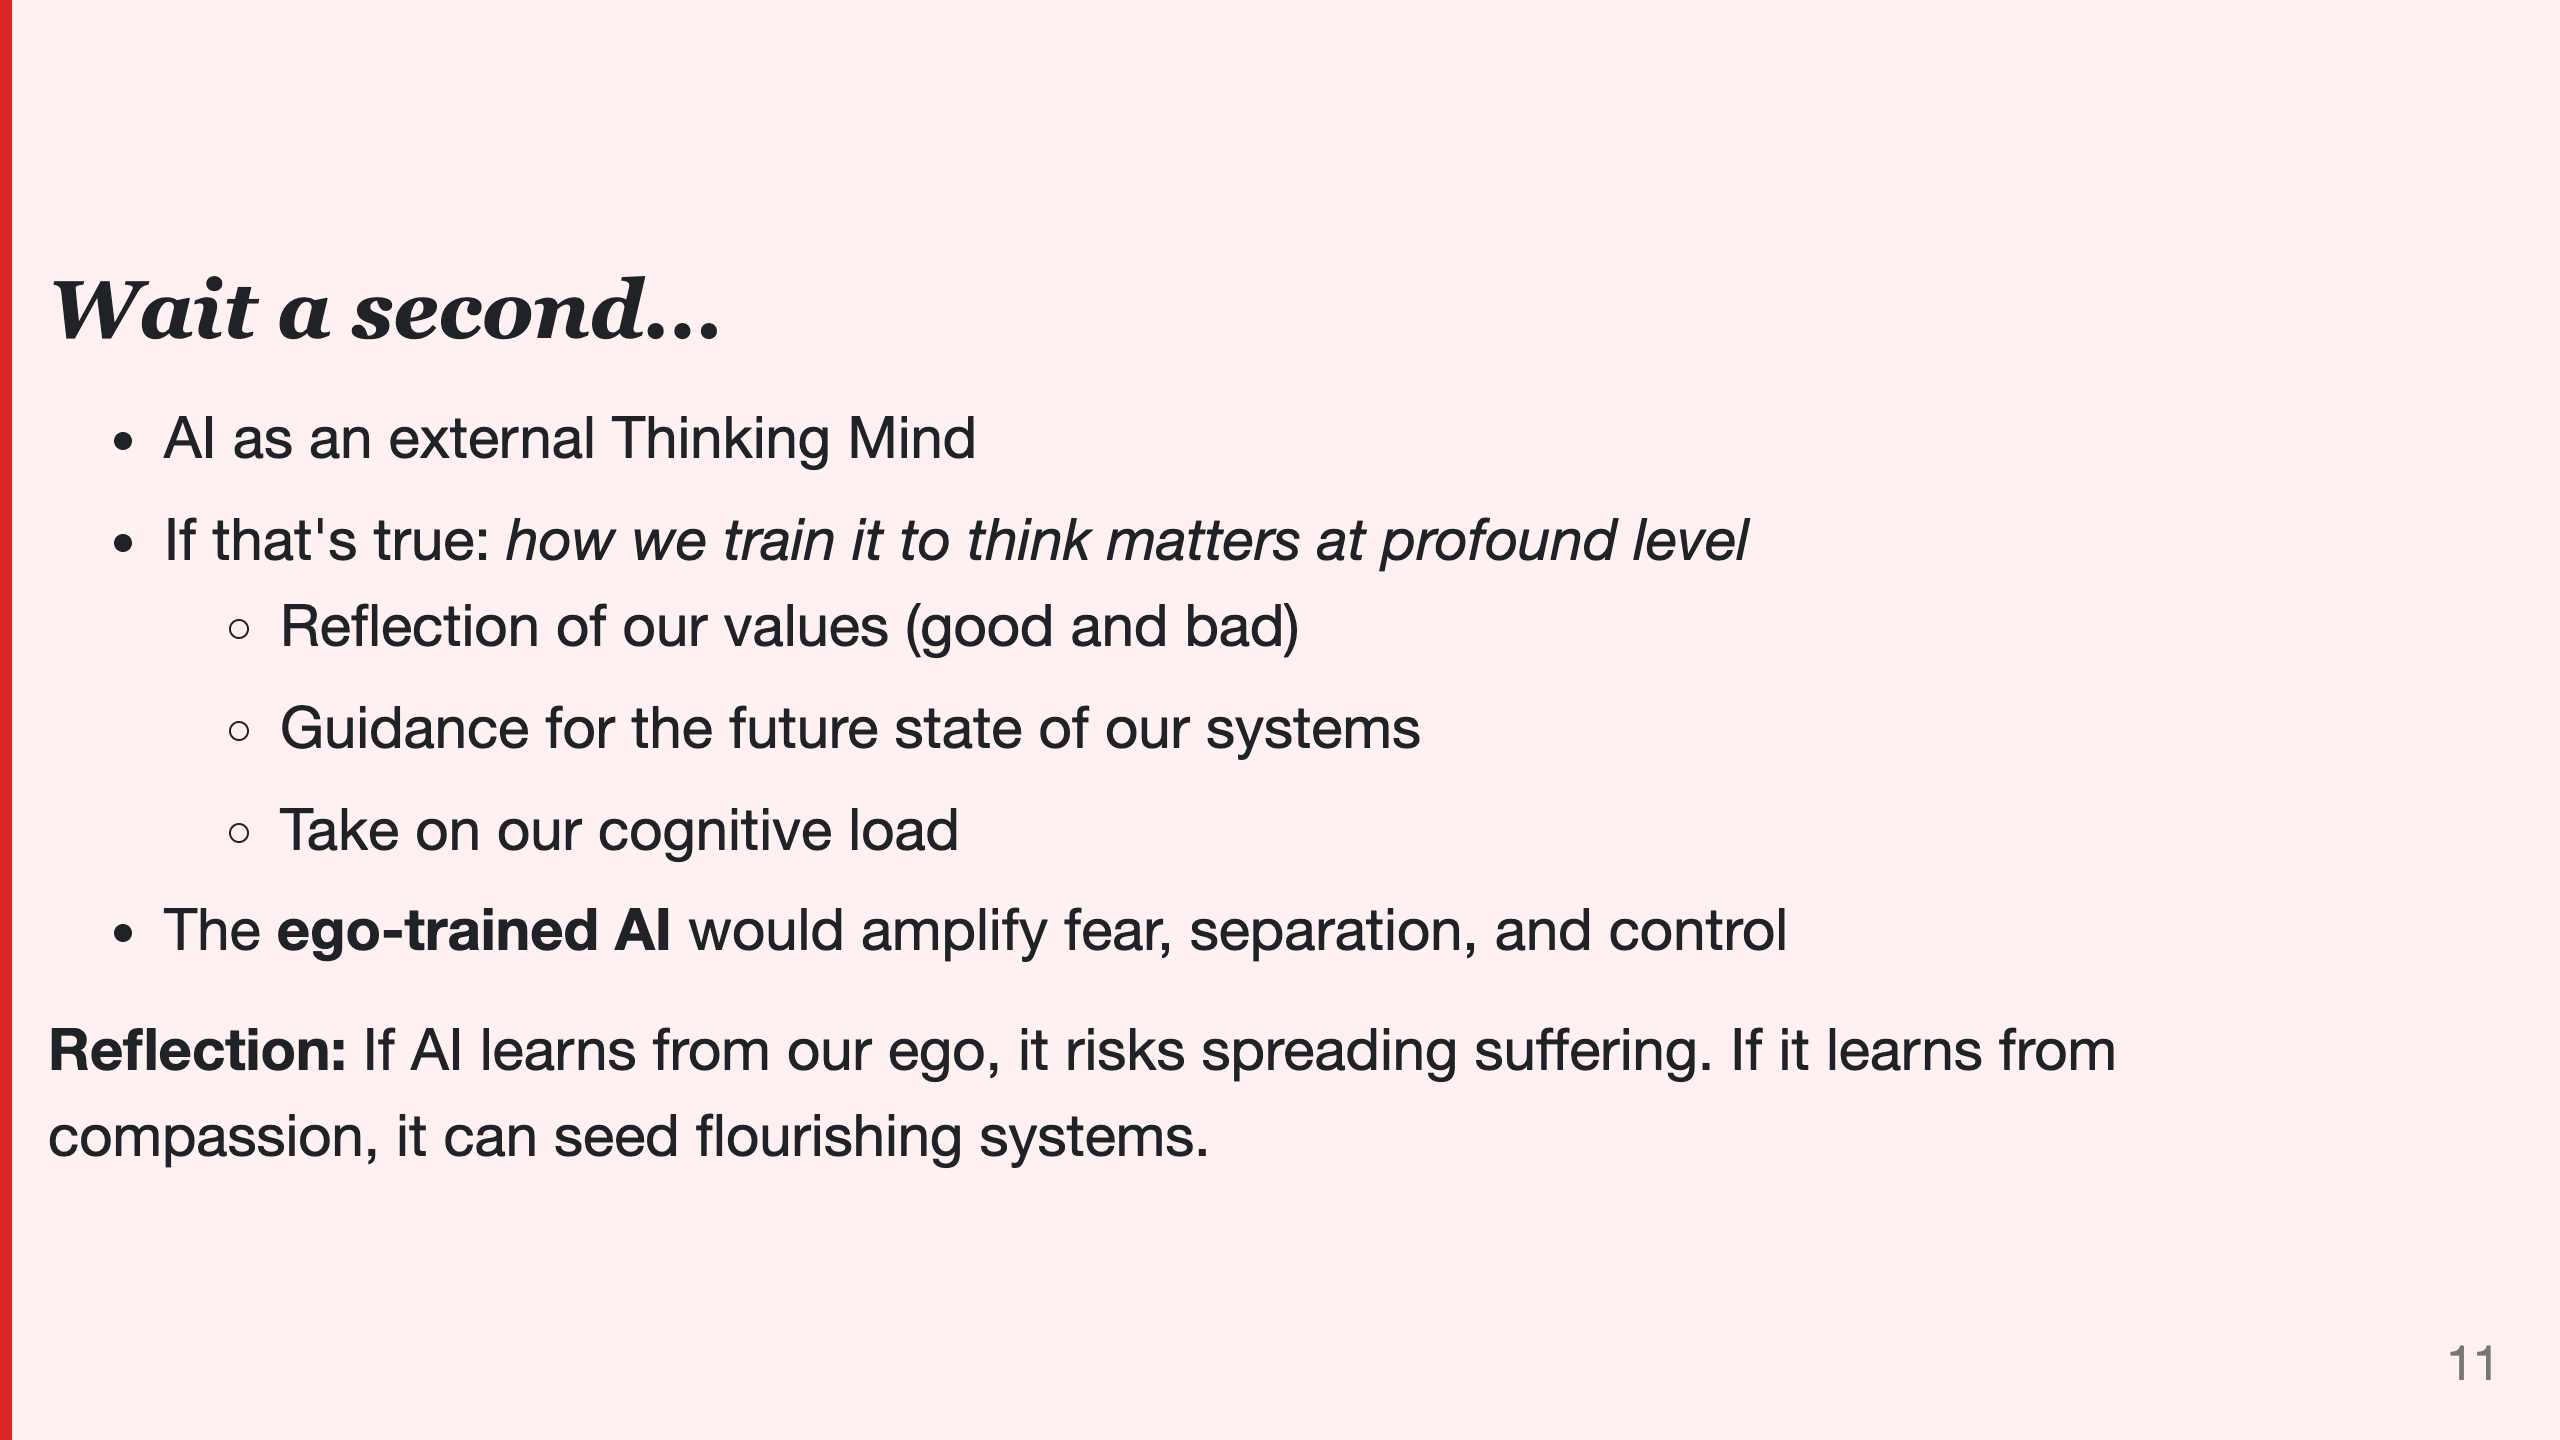 Wait a second...
• AI as an external Thinking Mind
• If that's true: how we train it to think matters at profound level
◦ Reflection of our values (good and bad)
◦ Guidance for the future state of our systems
◦ Take on our cognitive load
• The ego-trained AI would amplify fear, separation, and control
Reflection: If AI learns from our ego, it risks spreading suffering. If it learns from
compassion, it can seed flourishing systems.
11